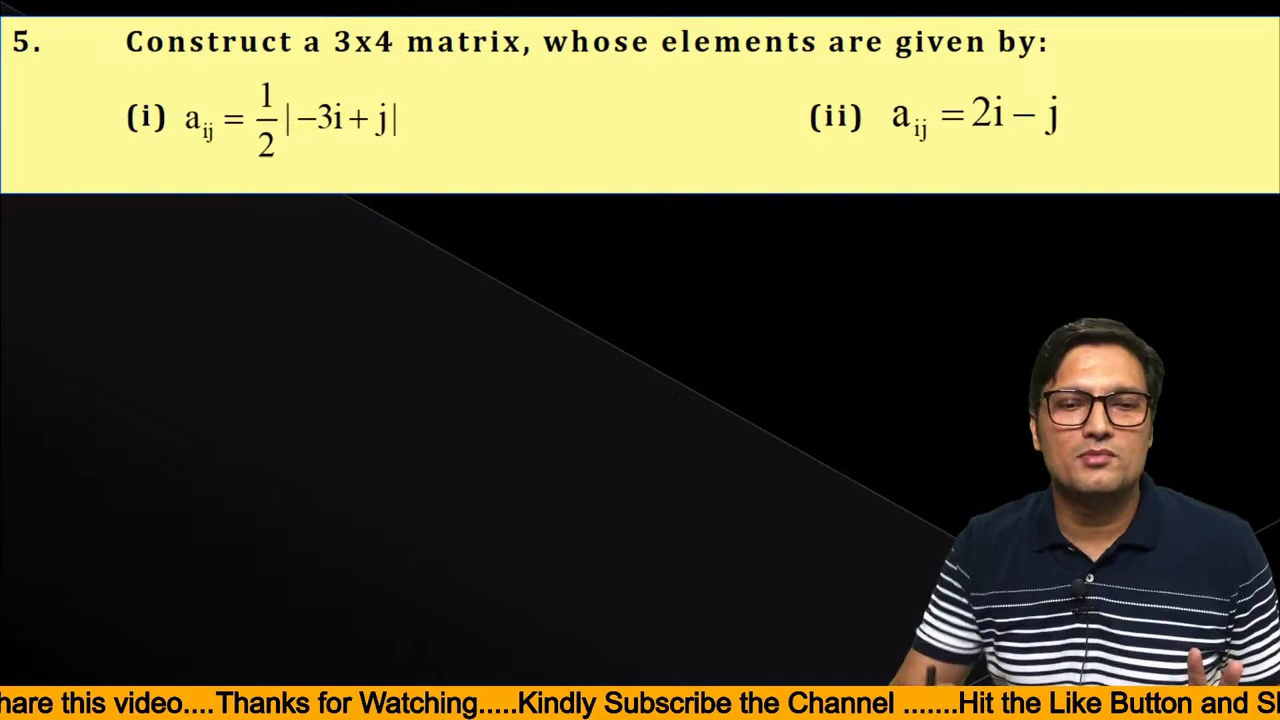 5. Construct a 3x4 matrix, whose elements are given by:
(i) a_ij = 1/2 |−3i + j| (ii) a_ij = 2i − j
hare this video....Thanks for Watching.....Kindly Subscribe the Channel .......Hit the Like Button and S